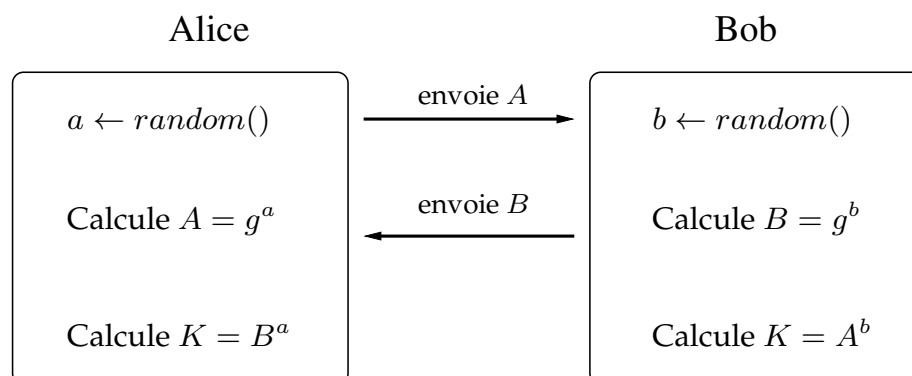 Alice
Bob
a ← random()
envoie A
b ← random()
Calcule A = g^a
envoie B
Calcule B = g^b
Calcule K = B^a
Calcule K = A^b